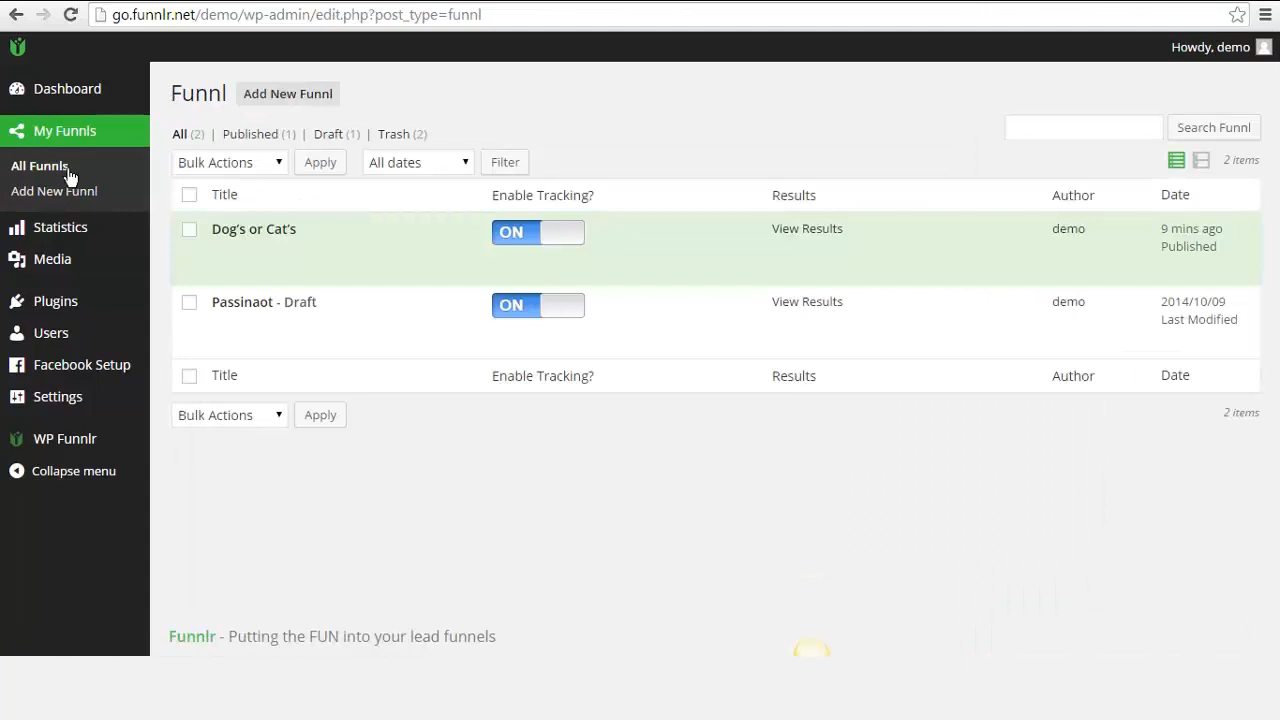 go.funnlr.net/demo/wp-admin/edit.php?post_type=funnl
Howdy, demo
Dashboard
My Funnls
All Funnls
Add New Funnl
Statistics
Media
Plugins
Users
Facebook Setup
Settings
WP Funnlr
Collapse menu
Funnl Add New Funnl
All (2) | Published (1) | Draft (1) | Trash (2)
Search Funnl
Bulk Actions Apply All dates Filter
2 items
Title Enable Tracking? Results Author Date
Dog's or Cat's ON View Results demo 9 mins ago
Published
Passinaot - Draft ON View Results demo 2014/10/09
Last Modified
Title Enable Tracking? Results Author Date
Bulk Actions Apply
2 items
Funnlr - Putting the FUN into your lead funnels